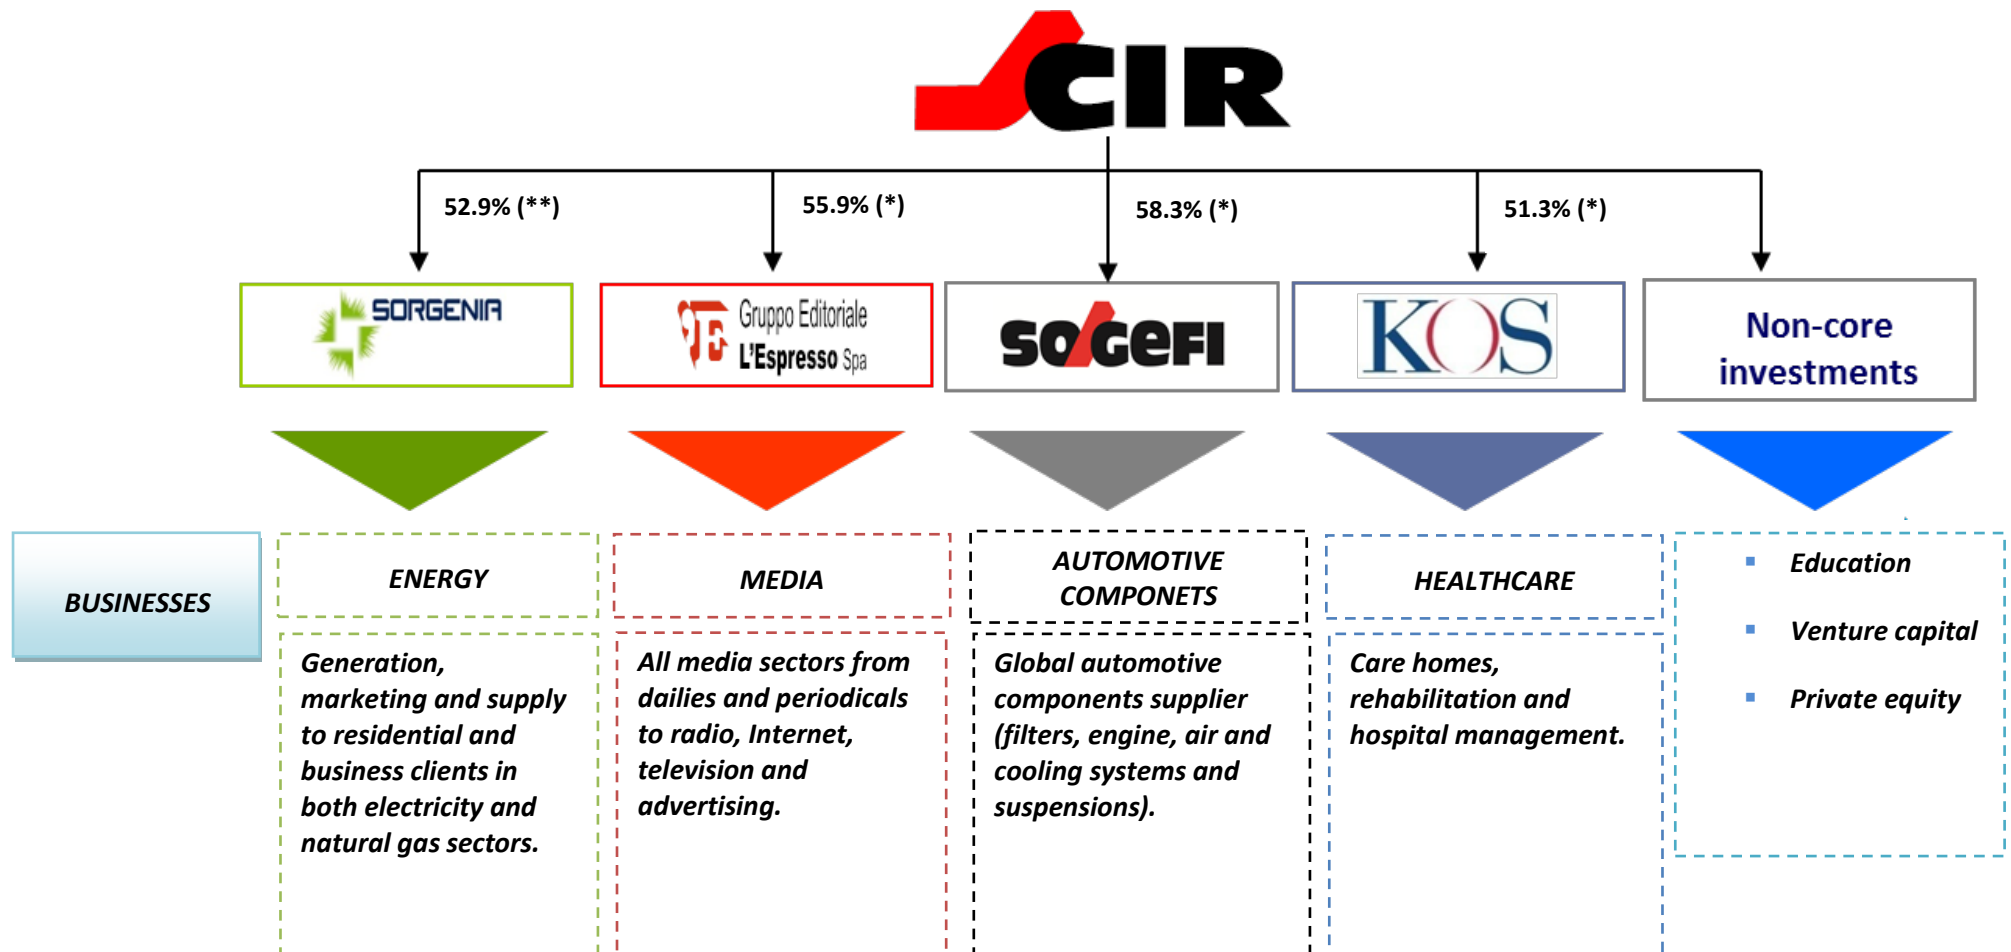 CIR
52.9% (**)
55.9% (*)
58.3% (*)
51.3% (*)
SORGENIA
Gruppo Editoriale
L'Espresso Spa
SOGEFI
KOS
Non-core
investments
BUSINESSES
ENERGY
MEDIA
AUTOMOTIVE
COMPONETS
HEALTHCARE
Generation,
marketing and supply
to residential and
business clients in
both electricity and
natural gas sectors.
All media sectors from
dailies and periodicals
to radio, Internet,
television and
advertising.
Global automotive
components supplier
(filters, engine, air and
cooling systems and
suspensions).
Care homes,
rehabilitation and
hospital management.
▪ Education
▪ Venture capital
▪ Private equity